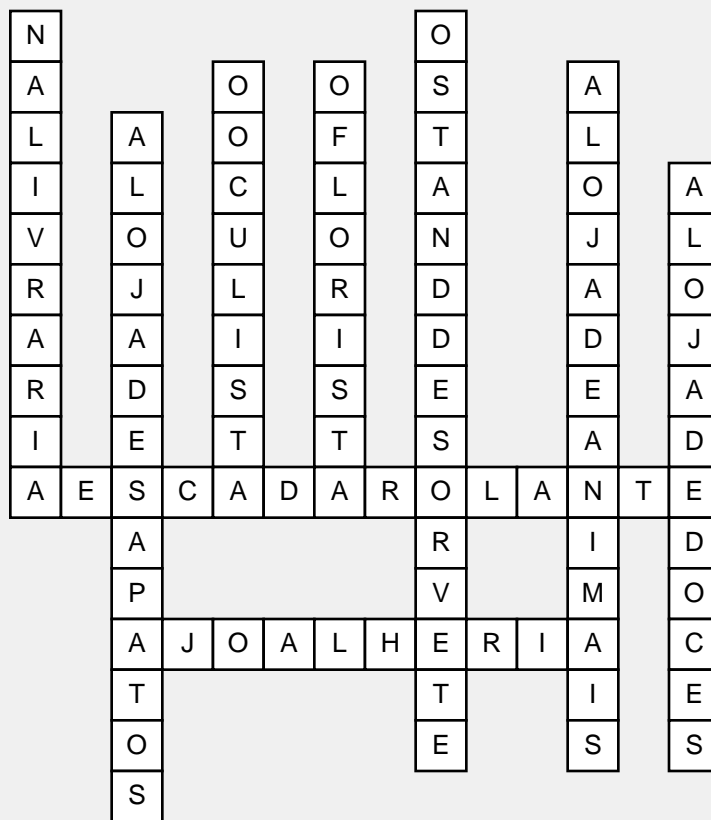 NALIVRARIA
ALOJADESAPATOS
OOCULISTA
OFLORISTA
OSTANDDESORVETE
ALOJADEANIMAIS
ALOJADEDOCES
AESCADAROLANTE
AJOALHERIA